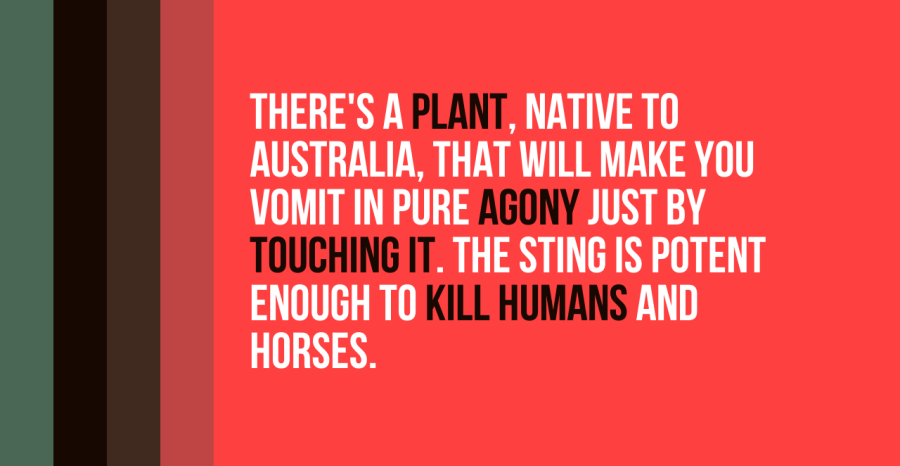 THERE'S A PLANT, NATIVE TO
AUSTRALIA, THAT WILL MAKE YOU
VOMIT IN PURE AGONY JUST BY
TOUCHING IT. THE STING IS POTENT
ENOUGH TO KILL HUMANS AND
HORSES.